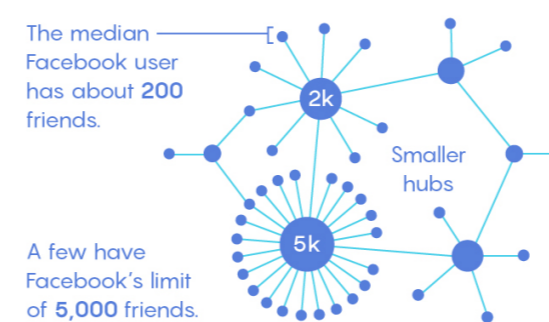 The median
Facebook user
has about 200
friends.
2k
Smaller
hubs
5k
A few have
Facebook's limit
of 5,000 friends.